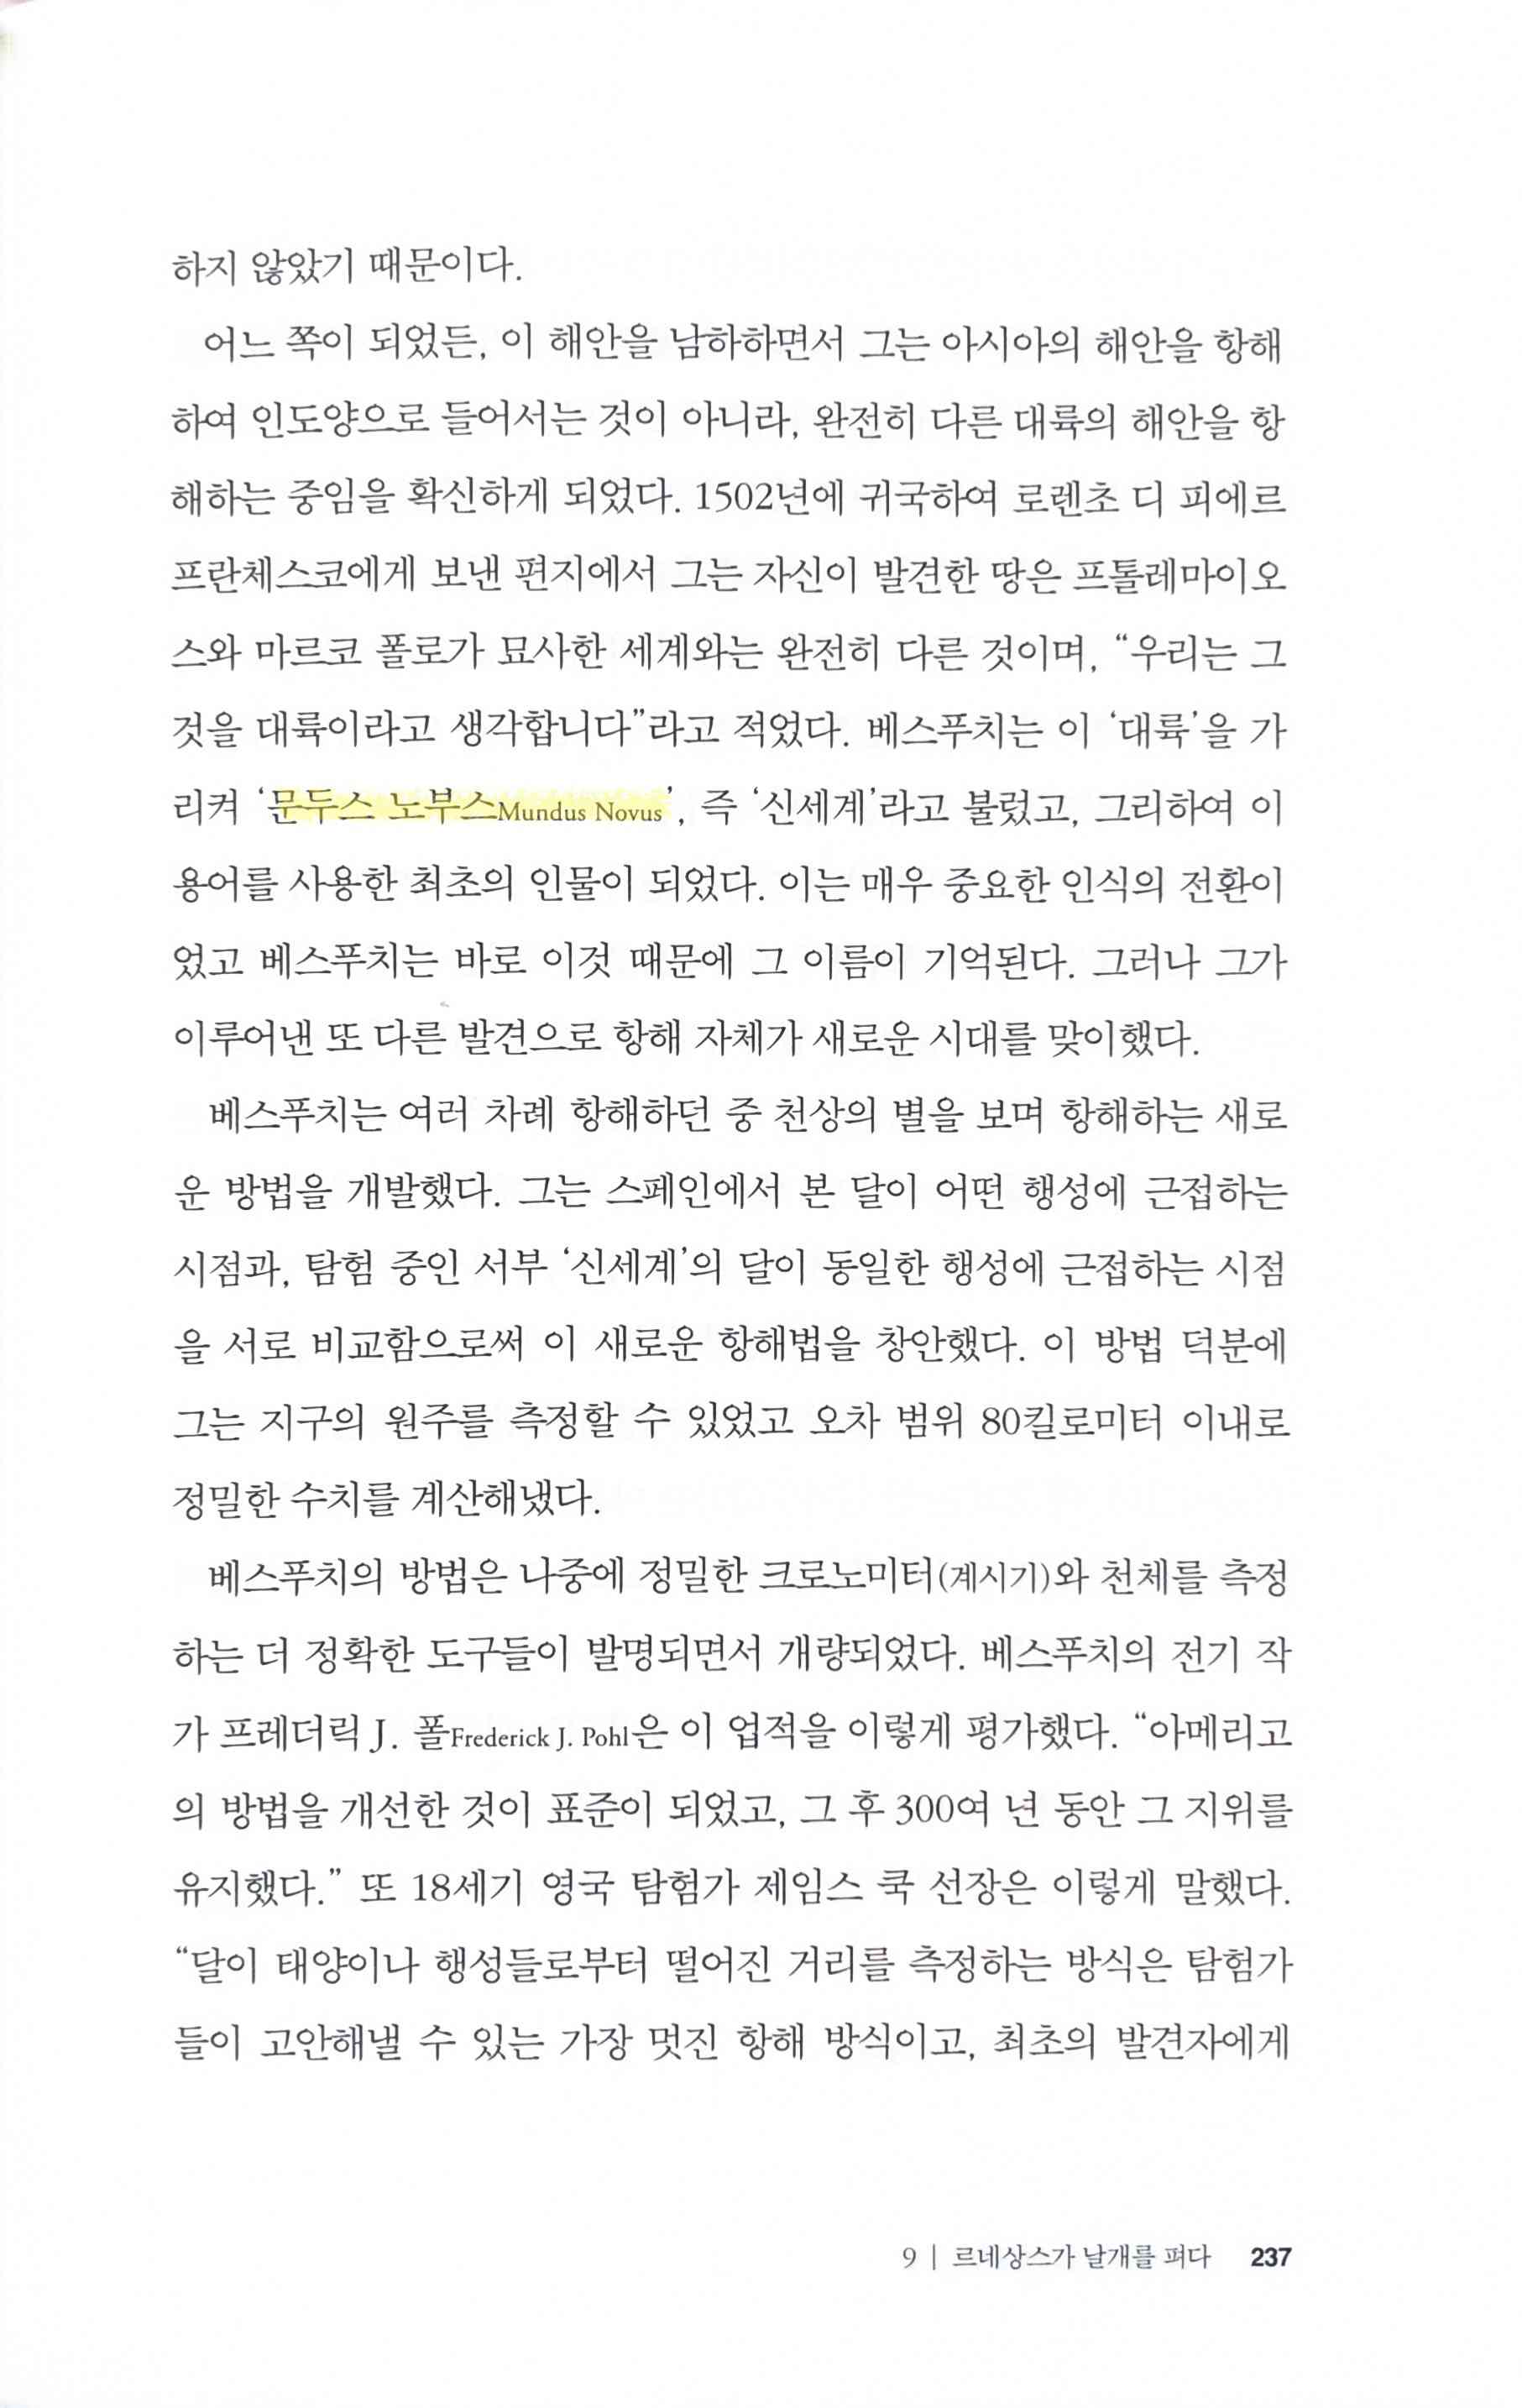 하지 않았기 때문이다.
어느 쪽이 되었든, 이 해안을 남하하면서 그는 아시아의 해안을 항해
하여 인도양으로 들어서는 것이 아니라, 완전히 다른 대륙의 해안을 항
해하는 중임을 확신하게 되었다. 1502년에 귀국하여 로렌초 디 피에르
프란체스코에게 보낸 편지에서 그는 자신이 발견한 땅은 프톨레마이오
스와 마르코 폴로가 묘사한 세계와는 완전히 다른 것이며, “우리는 그
것을 대륙이라고 생각합니다”라고 적었다. 베스푸치는 이 ‘대륙’을 가
리켜 ‘문두스 노부스Mundus Novus’, 즉 ‘신세계’라고 불렀고, 그리하여 이
용어를 사용한 최초의 인물이 되었다. 이는 매우 중요한 인식의 전환이
었고 베스푸치는 바로 이것 때문에 그 이름이 기억된다. 그러나 그가
이루어낸 또 다른 발견으로 항해 자체가 새로운 시대를 맞이했다.
베스푸치는 여러 차례 항해하던 중 천상의 별을 보며 항해하는 새로
운 방법을 개발했다. 그는 스페인에서 본 달이 어떤 행성에 근접하는
시점과, 탐험 중인 서부 ‘신세계’의 달이 동일한 행성에 근접하는 시점
을 서로 비교함으로써 이 새로운 항해법을 창안했다. 이 방법 덕분에
그는 지구의 원주를 측정할 수 있었고 오차 범위 80킬로미터 이내로
정밀한 수치를 계산해냈다.
베스푸치의 방법은 나중에 정밀한 크로노미터(계시기)와 천체를 측정
하는 더 정확한 도구들이 발명되면서 개량되었다. 베스푸치의 전기 작
가 프레더릭 J. 폴Frederick J. Pohl은 이 업적을 이렇게 평가했다. “아메리고
의 방법을 개선한 것이 표준이 되었고, 그 후 300여 년 동안 그 지위를
유지했다.” 또 18세기 영국 탐험가 제임스 쿡 선장은 이렇게 말했다.
“달이 태양이나 행성들로부터 떨어진 거리를 측정하는 방식은 탐험가
들이 고안해낼 수 있는 가장 멋진 항해 방식이고, 최초의 발견자에게
9 | 르네상스가 날개를 펴다 237